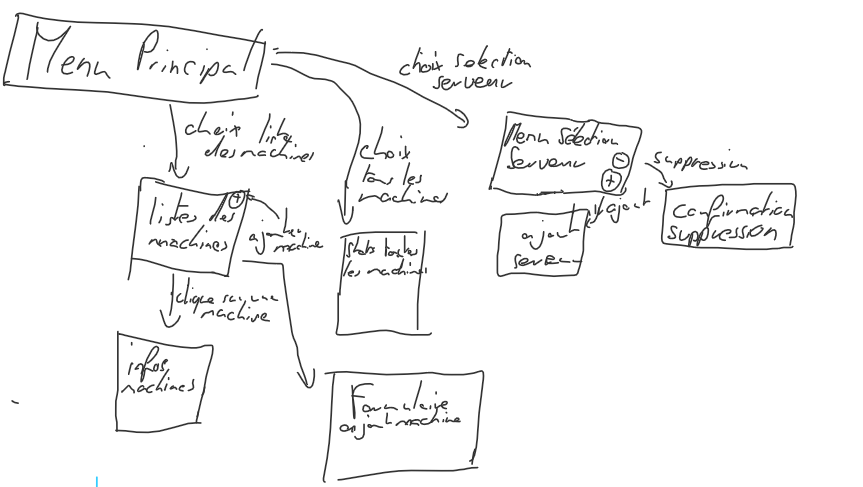 Menu Principal
choix sélection
serveur
choix liste
des machines
choix
tous les
machines
Menu Sélection
Serveur
-
+
suppression
ajout
ajout
serveur
Confirmation
suppression
listes des
machines
+
ajouter
machine
stats toutes
les machines
clique sur une
machine
infos
machines
Formulaire
ajout machine